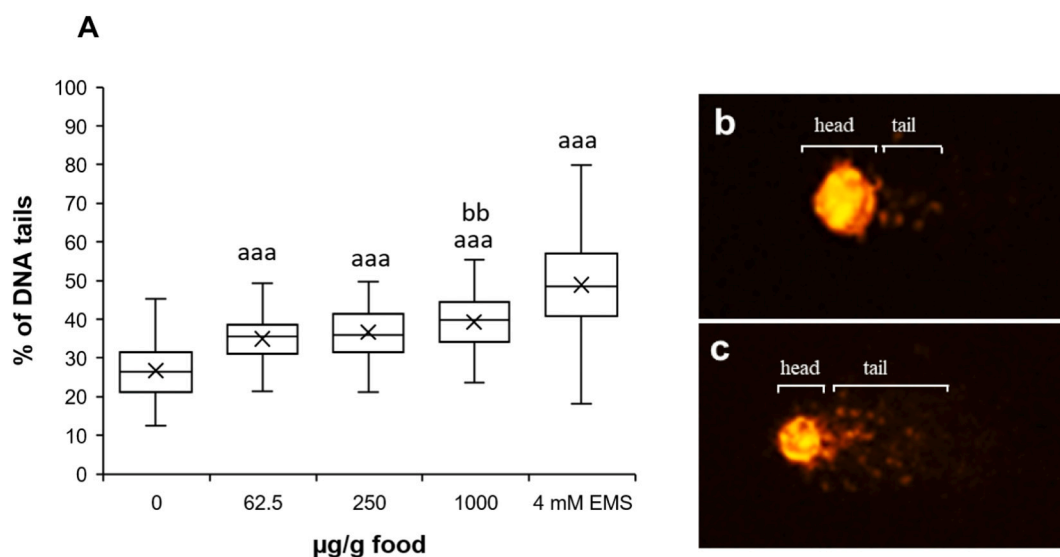 A
% of DNA tails
100
90
80
70
60
50
40
30
20
10
0
aaa
aaa
bb
aaa
aaa
0 62.5 250 1000 4 mM EMS
µg/g food
b
head tail
c
head tail